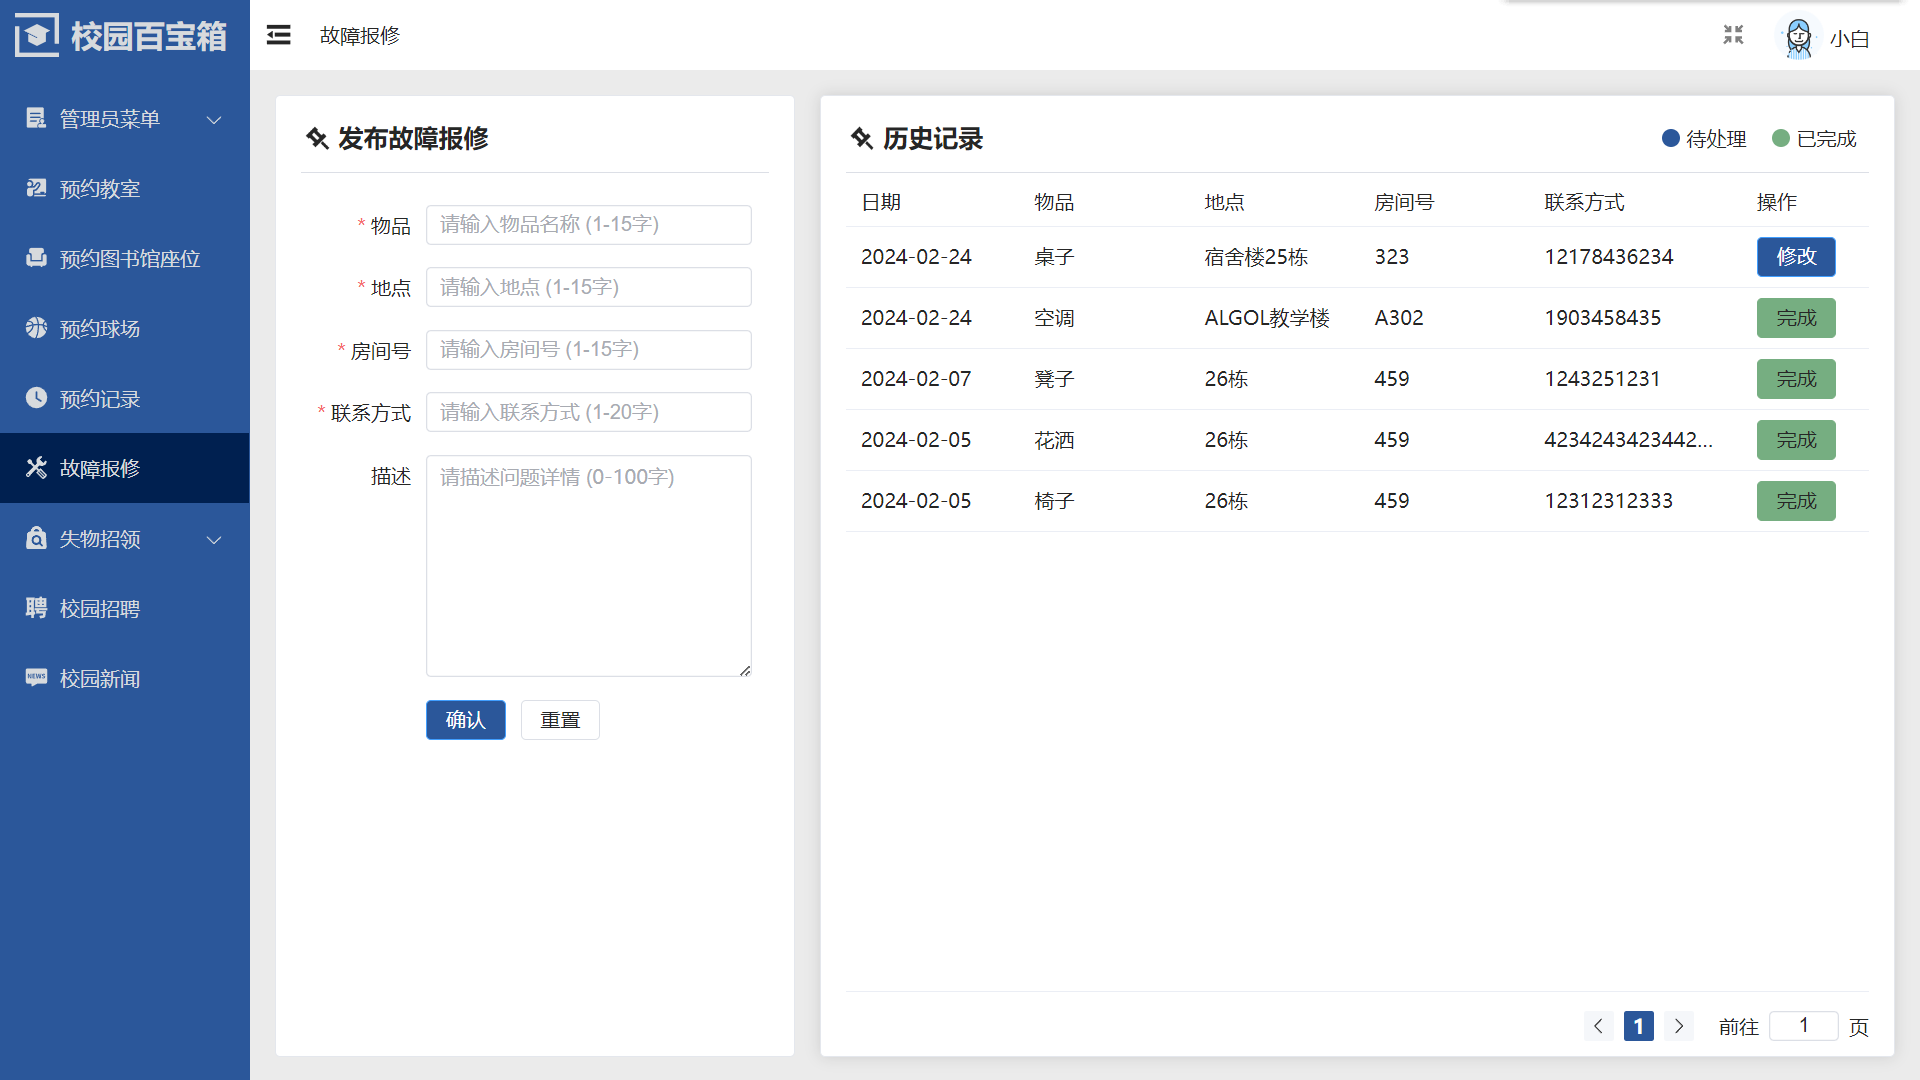 校园百宝箱
故障报修
小白
管理员菜单
预约教室
预约图书馆座位
预约球场
预约记录
故障报修
失物招领
聘 校园招聘
NEWS 校园新闻
发布故障报修
* 物品 请输入物品名称 (1-15字)
* 地点 请输入地点 (1-15字)
* 房间号 请输入房间号 (1-15字)
* 联系方式 请输入联系方式 (1-20字)
描述 请描述问题详情 (0-100字)
确认 重置
历史记录 待处理 已完成
日期 物品 地点 房间号 联系方式 操作
2024-02-24 桌子 宿舍楼25栋 323 12178436234 修改
2024-02-24 空调 ALGOL教学楼 A302 1903458435 完成
2024-02-07 凳子 26栋 459 1243251231 完成
2024-02-05 花洒 26栋 459 4234243423442... 完成
2024-02-05 椅子 26栋 459 12312312333 完成
1 前往 1 页